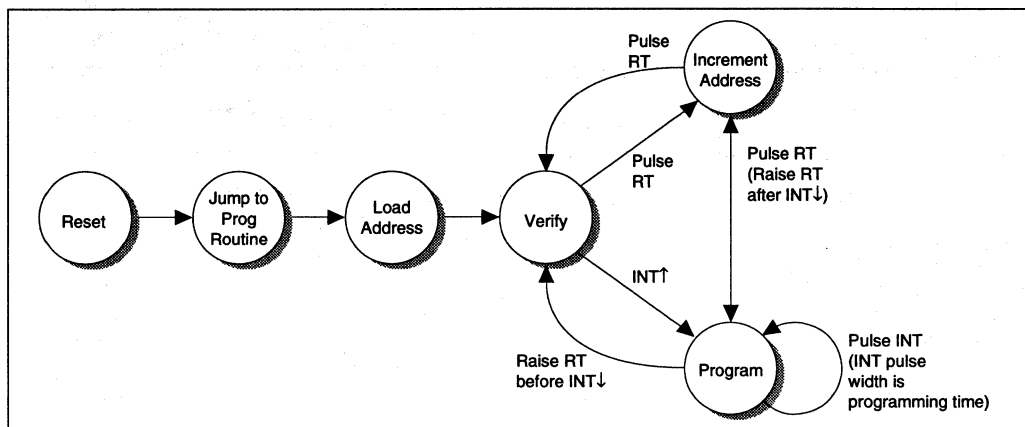 Pulse
RT
Increment
Address
Pulse
RT
Pulse RT
(Raise RT
after INT↓)
Reset
Jump to
Prog
Routine
Load
Address
Verify
INT↑
Raise RT
before INT↓
Program
Pulse INT
(INT pulse
width is
programming time)